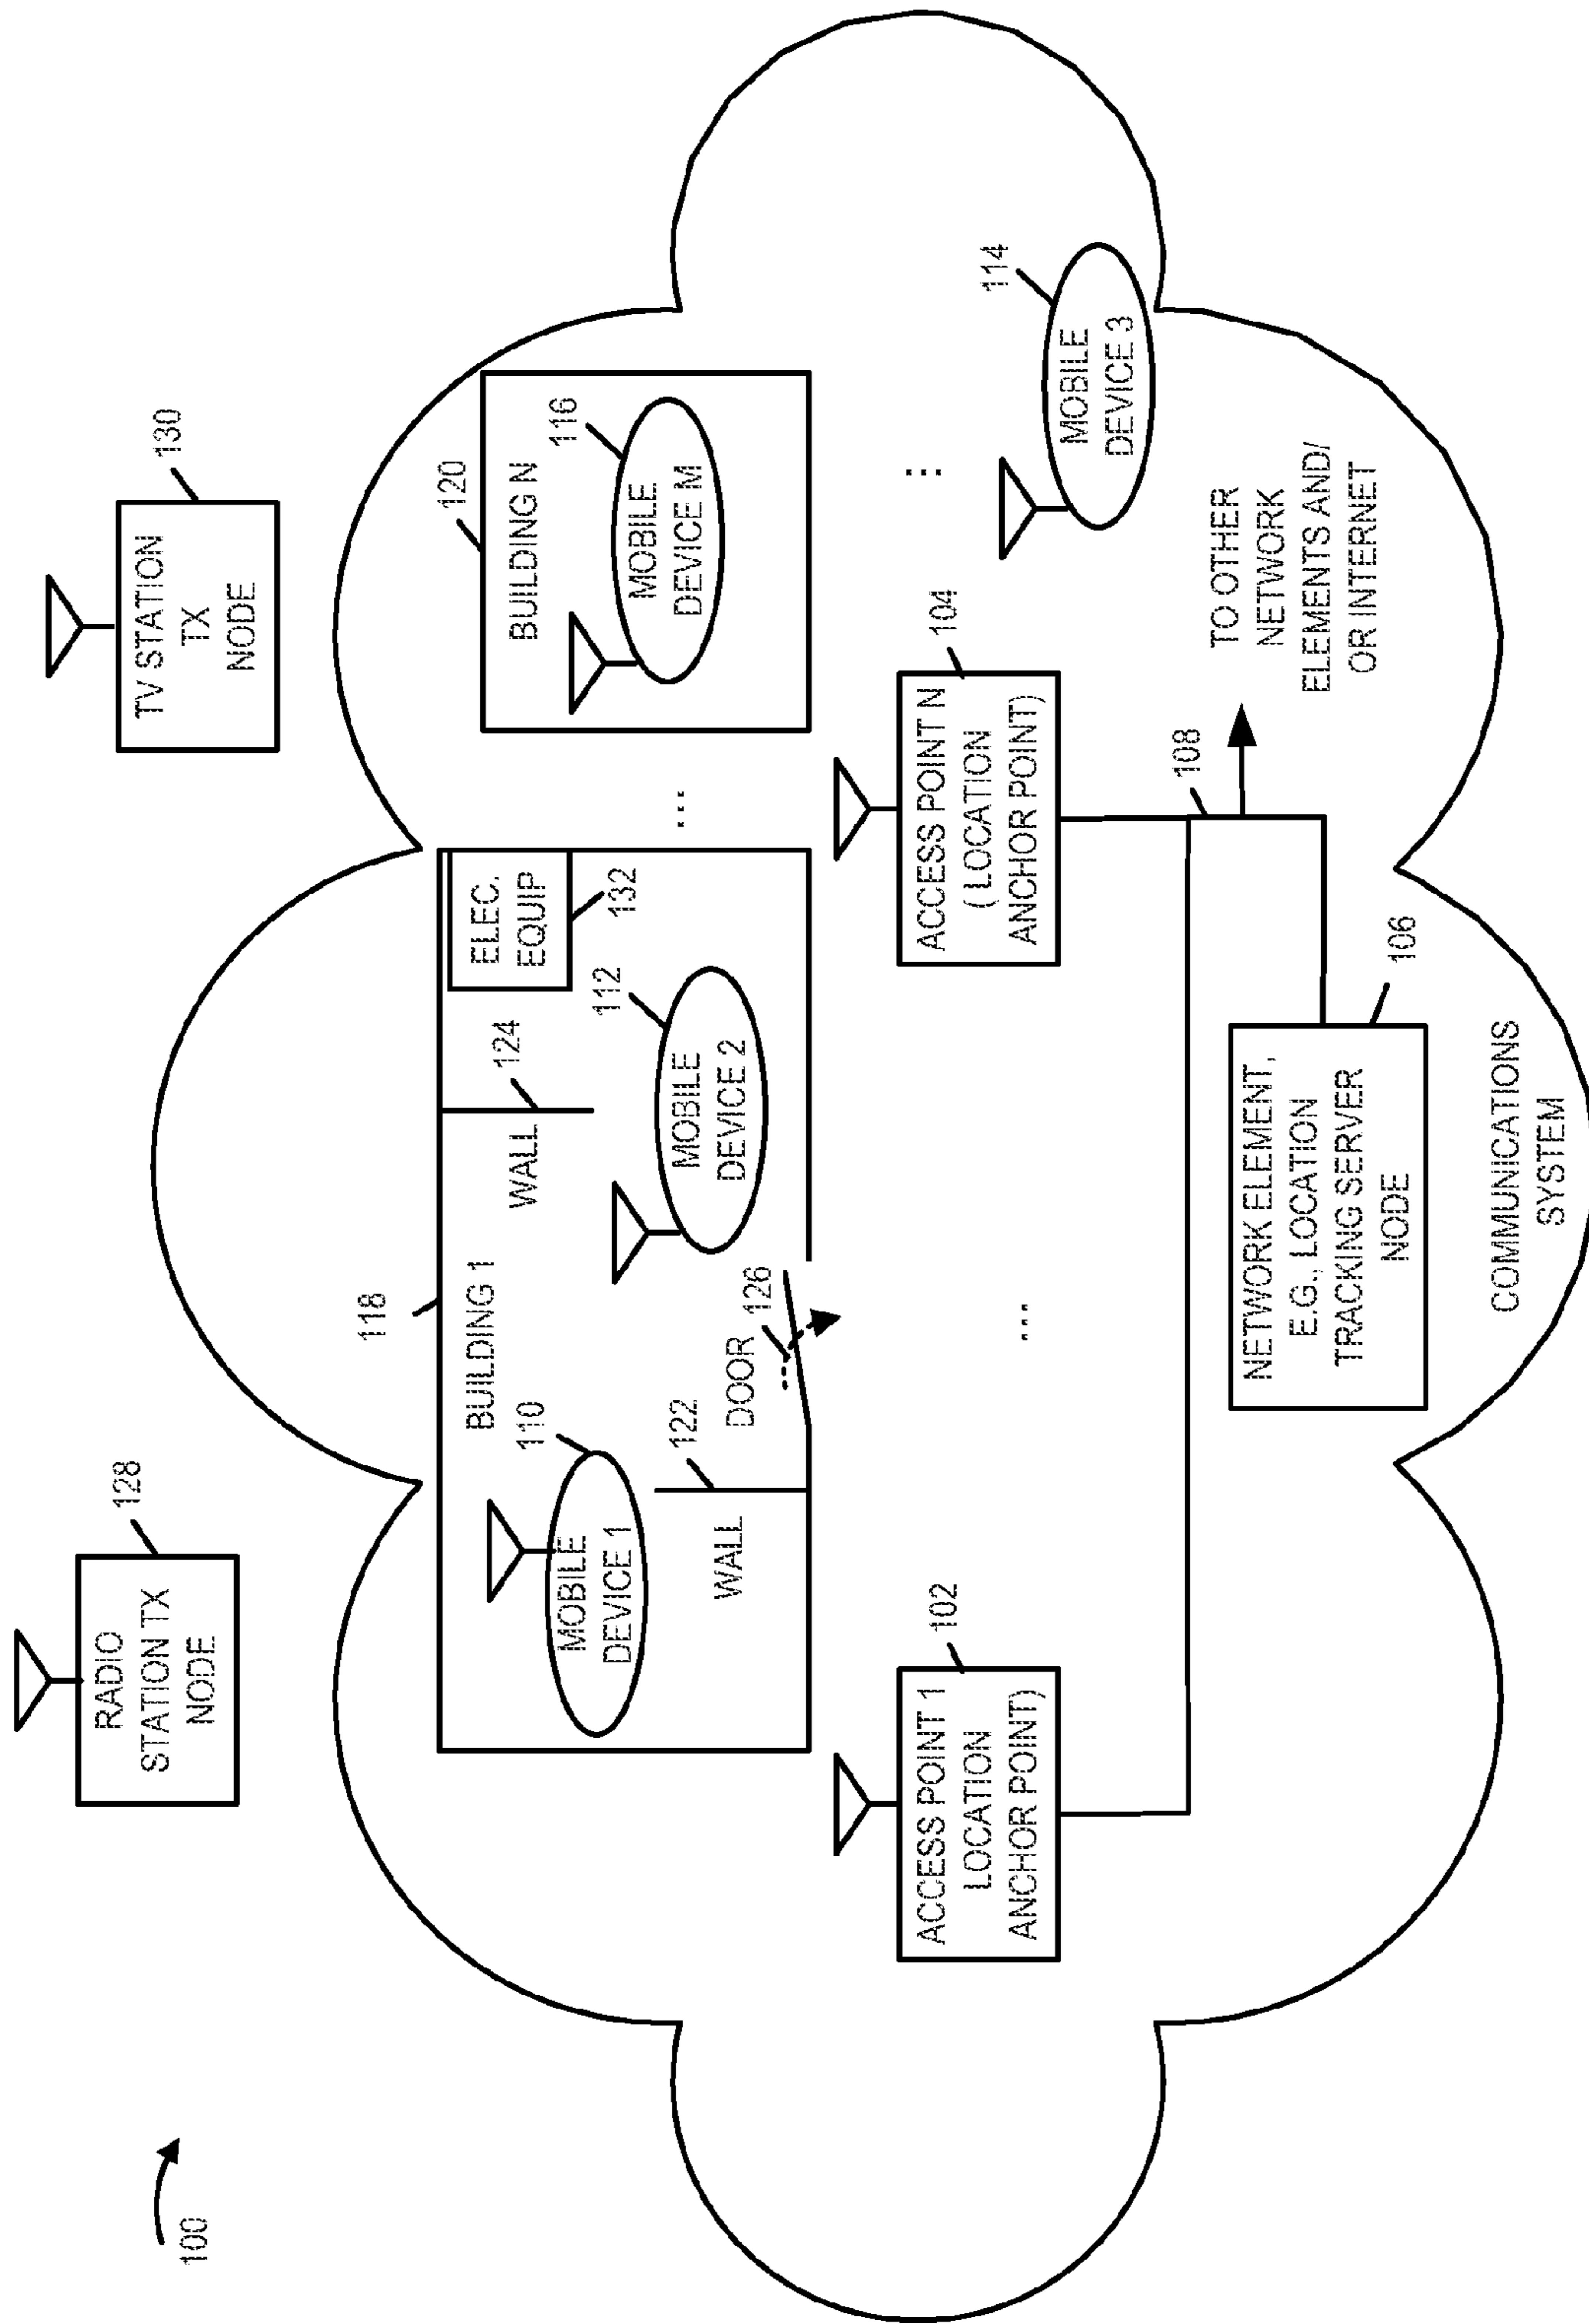 100
RADIO
STATION TX
NODE
128
TV STATION
TX
NODE
130
118
BUILDING 1
110
MOBILE
DEVICE 1
122
WALL
DOOR
126
WALL
124
MOBILE
DEVICE 2
112
ELEC.
EQUIP
132
...
120
BUILDING N
116
MOBILE
DEVICE M
ACCESS POINT 1
LOCATION
ANCHOR POINT)
102
...
ACCESS POINT N
( LOCATION
ANCHOR POINT)
104
...
114
MOBILE
DEVICE 3
108
TO OTHER
NETWORK
ELEMENTS AND/
OR INTERNET
NETWORK ELEMENT,
E.G., LOCATION
TRACKING SERVER
NODE
106
COMMUNICATIONS
SYSTEM